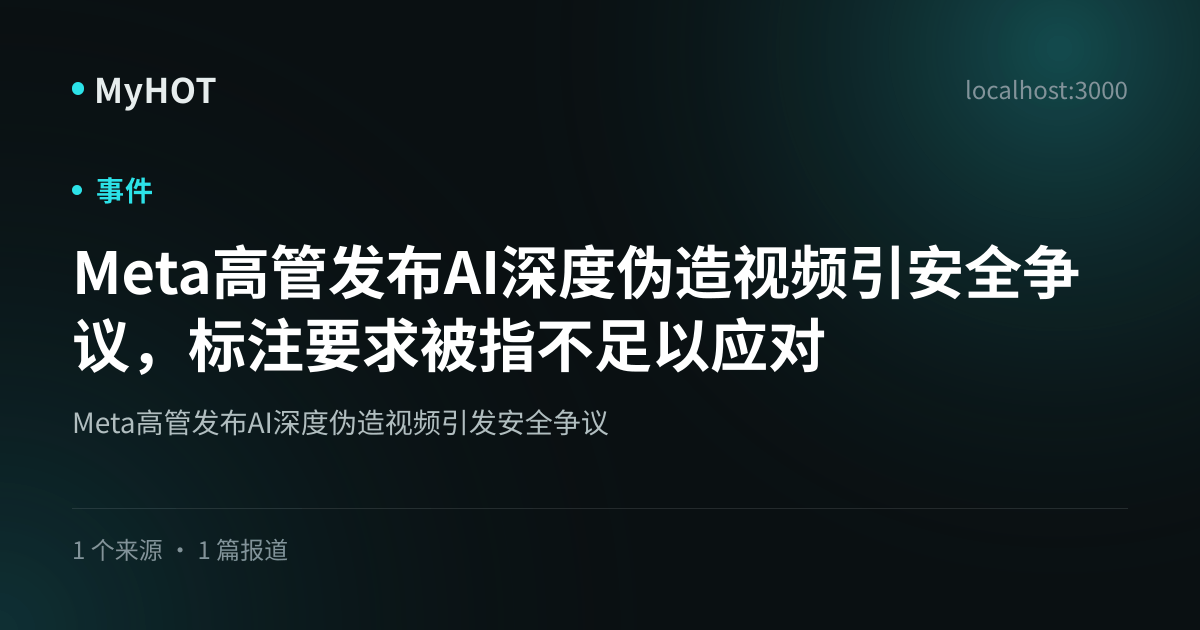 MyHOT
localhost:3000
事件
Meta高管发布AI深度伪造视频引安全争
议，标注要求被指不足以应对
Meta高管发布AI深度伪造视频引发安全争议
1 个来源 · 1 篇报道